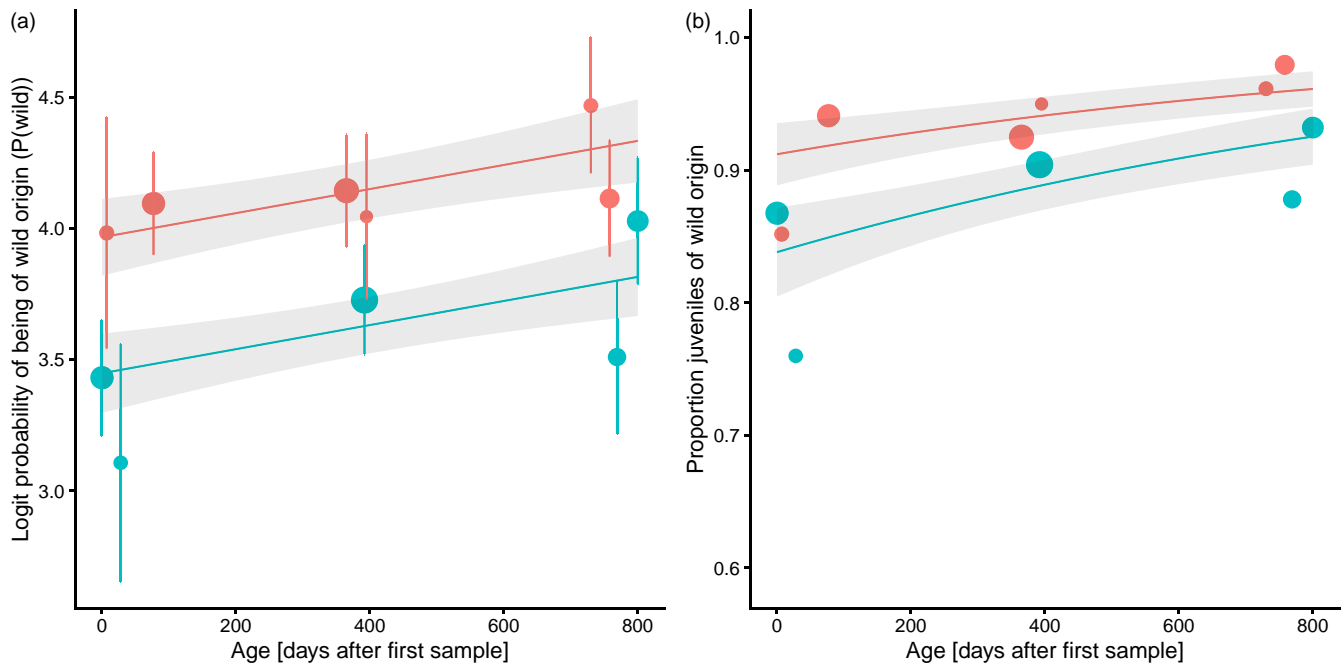 (a)
Logit probability of being of wild origin (P(wild))
4.5
4.0
3.5
3.0
0 200 400 600 800
Age [days after first sample]
(b)
Proportion juveniles of wild origin
1.0
0.9
0.8
0.7
0.6
0 200 400 600 800
Age [days after first sample]